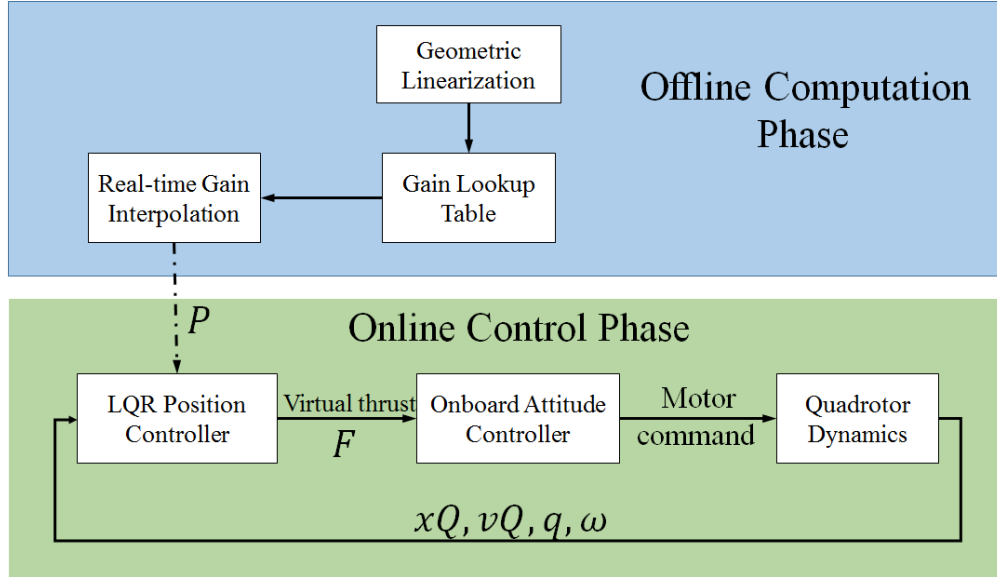 Geometric
Linearization
Offline Computation
Phase
Real-time Gain
Interpolation
Gain Lookup
Table
P
Online Control Phase
LQR Position
Controller
Virtual thrust
F
Onboard Attitude
Controller
Motor
command
Quadrotor
Dynamics
xQ, vQ, q, ω